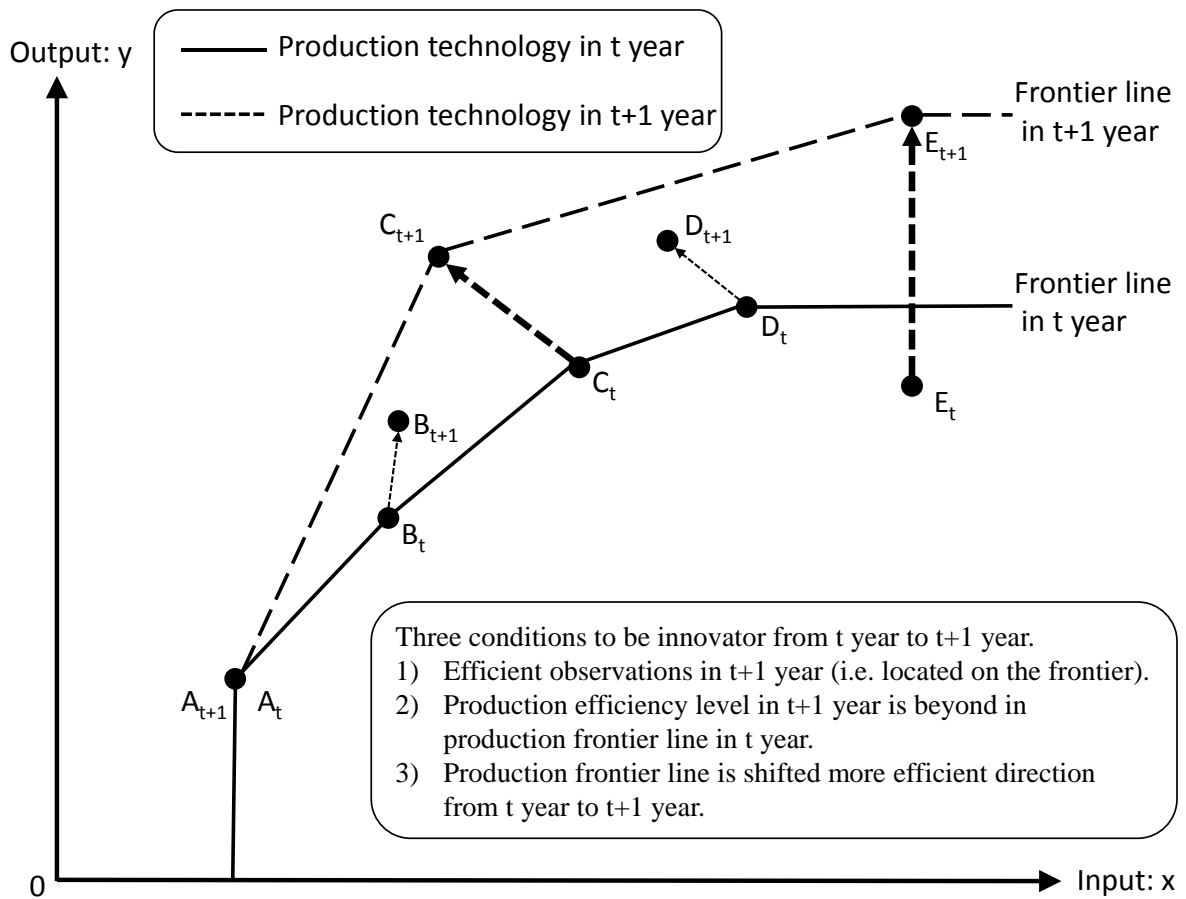 Output: y
Production technology in t year
Production technology in t+1 year
Frontier line
in t+1 year
E_{t+1}
C_{t+1}
D_{t+1}
Frontier line
in t year
D_t
C_t
E_t
B_{t+1}
B_t
A_{t+1} A_t
Three conditions to be innovator from t year to t+1 year.
1) Efficient observations in t+1 year (i.e. located on the frontier).
2) Production efficiency level in t+1 year is beyond in
production frontier line in t year.
3) Production frontier line is shifted more efficient direction
from t year to t+1 year.
0
Input: x